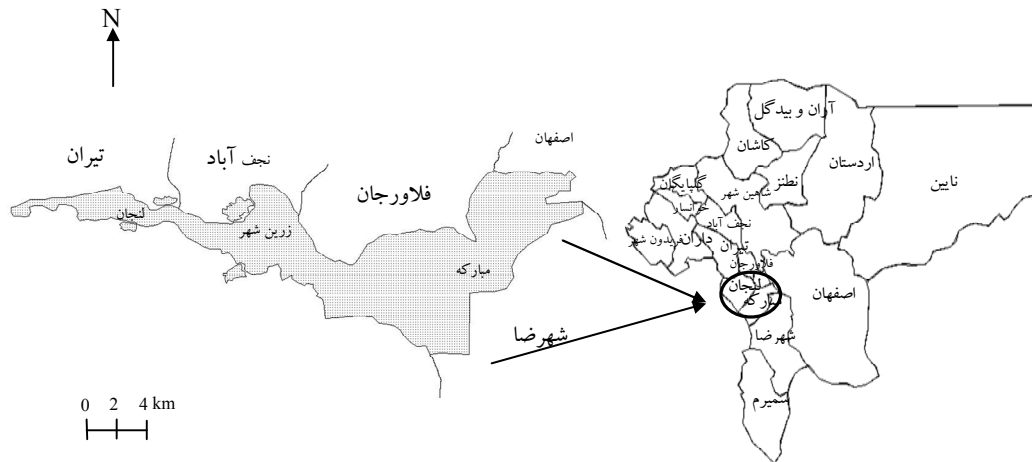 N
اصفهان
تیران
نجف آباد
فلاورجان
لنجان
زرین شهر
مبارکه
شهرضا
0 2 4 km
آران و بیدگل
کاشان
اردستان
نطنز
نایین
گلپایگان
شاهین شهر
خوانسار
نجف آباد
فریدون شهر
داران
تیران
فلاورجان
لنجان
مبارکه
اصفهان
شهرضا
سمیرم